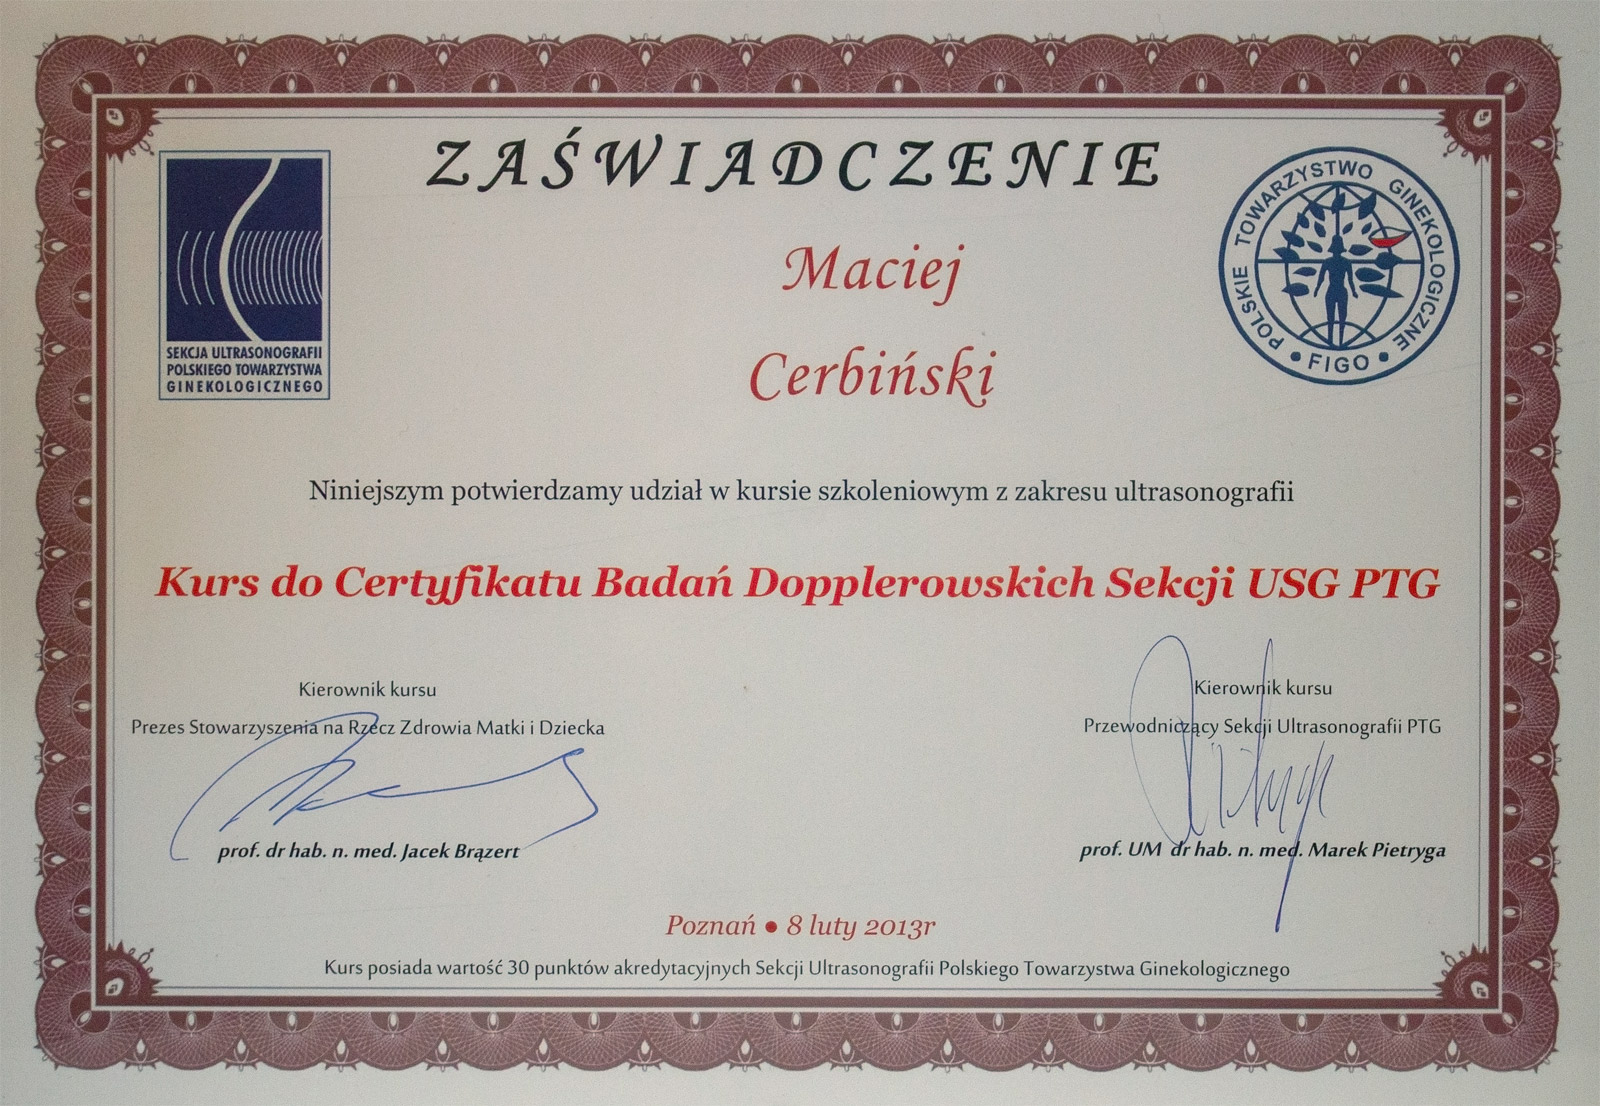 ZAŚWIADCZENIE
SEKCJA ULTRASONOGRAFII
POLSKIEGO TOWARZYSTWA
GINEKOLOGICZNEGO
POLSKIE TOWARZYSTWO GINEKOLOGICZNE
• FIGO •
Maciej
Cerbiński
Niniejszym potwierdzamy udział w kursie szkoleniowym z zakresu ultrasonografii
Kurs do Certyfikatu Badań Dopplerowskich Sekcji USG PTG
Kierownik kursu
Prezes Stowarzyszenia na Rzecz Zdrowia Matki i Dziecka
prof. dr hab. n. med. Jacek Brązert
Kierownik kursu
Przewodniczący Sekcji Ultrasonografii PTG
prof. UM dr hab. n. med. Marek Pietryga
Poznań • 8 luty 2013r
Kurs posiada wartość 30 punktów akredytacyjnych Sekcji Ultrasonografii Polskiego Towarzystwa Ginekologicznego